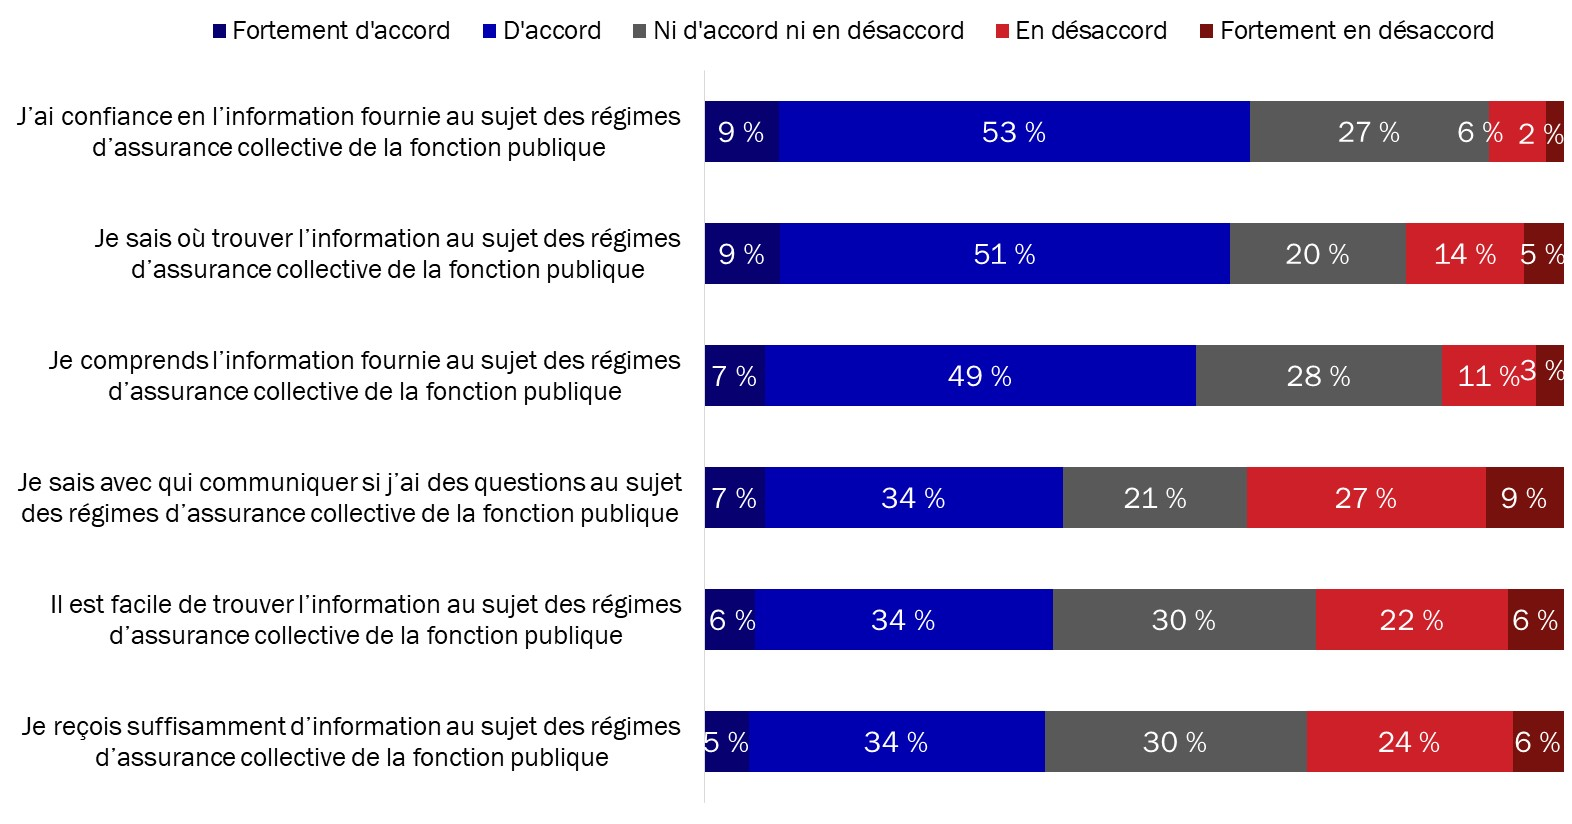 Fortement d'accord D'accord Ni d'accord ni en désaccord En désaccord Fortement en désaccord
J’ai confiance en l’information fournie au sujet des régimes
d’assurance collective de la fonction publique
9 % 53 % 27 % 6 % 2 %
Je sais où trouver l’information au sujet des régimes
d’assurance collective de la fonction publique
9 % 51 % 20 % 14 % 5 %
Je comprends l’information fournie au sujet des régimes
d’assurance collective de la fonction publique
7 % 49 % 28 % 11 % 3 %
Je sais avec qui communiquer si j’ai des questions au sujet
des régimes d’assurance collective de la fonction publique
7 % 34 % 21 % 27 % 9 %
Il est facile de trouver l’information au sujet des régimes
d’assurance collective de la fonction publique
6 % 34 % 30 % 22 % 6 %
Je reçois suffisamment d’information au sujet des régimes
d’assurance collective de la fonction publique
5 % 34 % 30 % 24 % 6 %